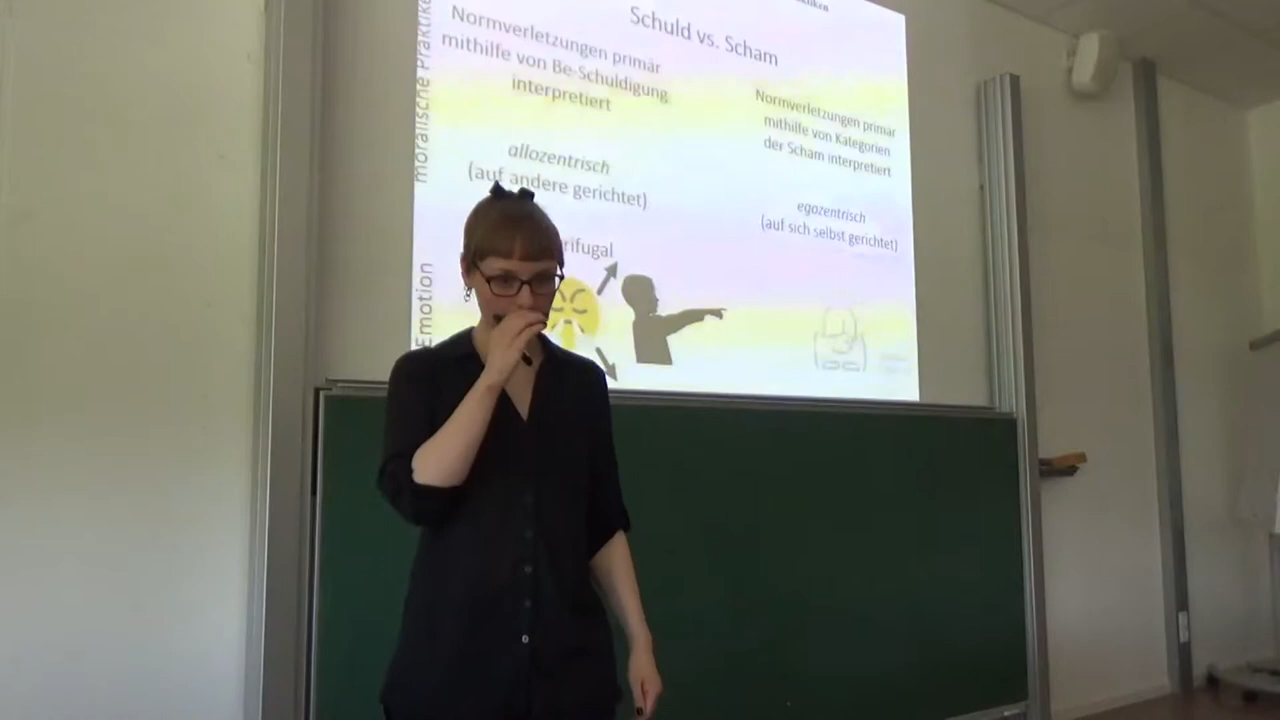 Schuld vs. Scham
moralische Praktike
Normverletzungen primär
mithilfe von Be-Schuldigung
interpretiert
allozentrisch
(auf andere gerichtet)
rifugal
Normverletzungen primär
mithilfe von Kategorien
der Scham interpretiert
egozentrisch
(auf sich selbst gerichtet)
Emotion